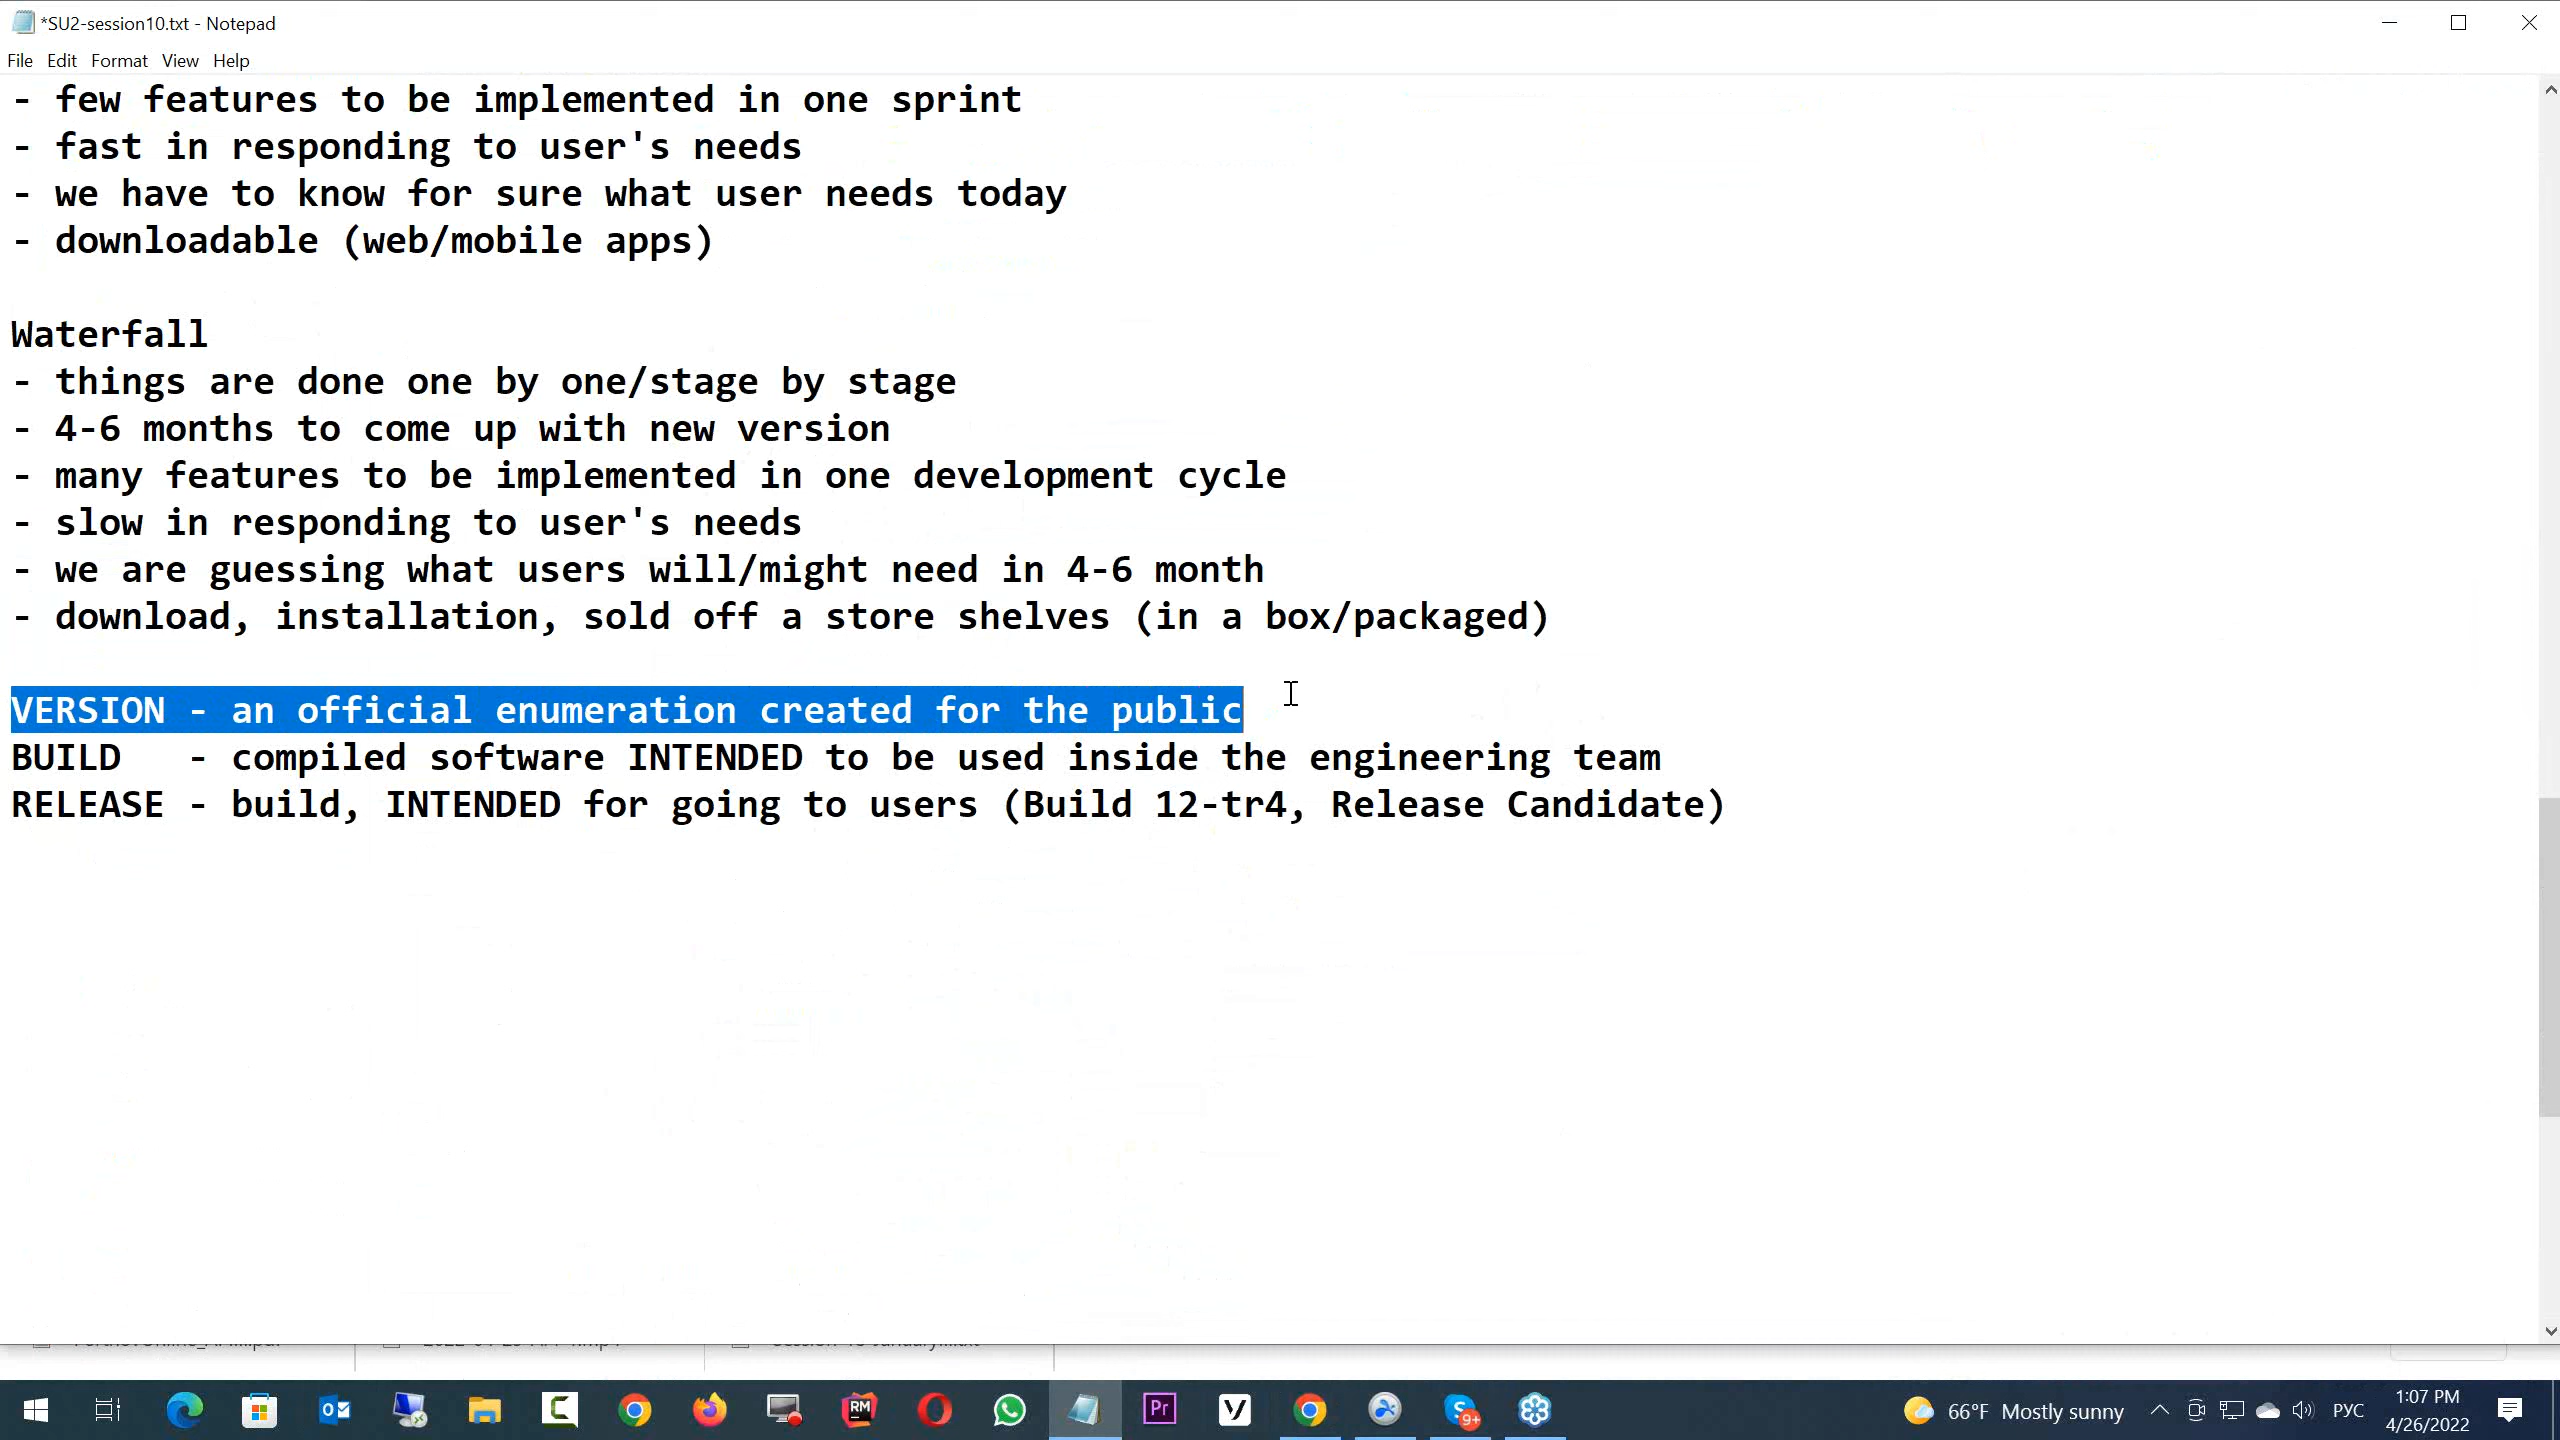 *SU2-session10.txt - Notepad
File Edit Format View Help
- few features to be implemented in one sprint
- fast in responding to user's needs
- we have to know for sure what user needs today
- downloadable (web/mobile apps)
Waterfall
- things are done one by one/stage by stage
- 4-6 months to come up with new version
- many features to be implemented in one development cycle
- slow in responding to user's needs
- we are guessing what users will/might need in 4-6 month
- download, installation, sold off a store shelves (in a box/packaged)
VERSION - an official enumeration created for the public
BUILD   - compiled software INTENDED to be used inside the engineering team
RELEASE - build, INTENDED for going to users (Build 12-tr4, Release Candidate)
RM
Pr
9+
66°F Mostly sunny
РУС
1:07 PM
4/26/2022